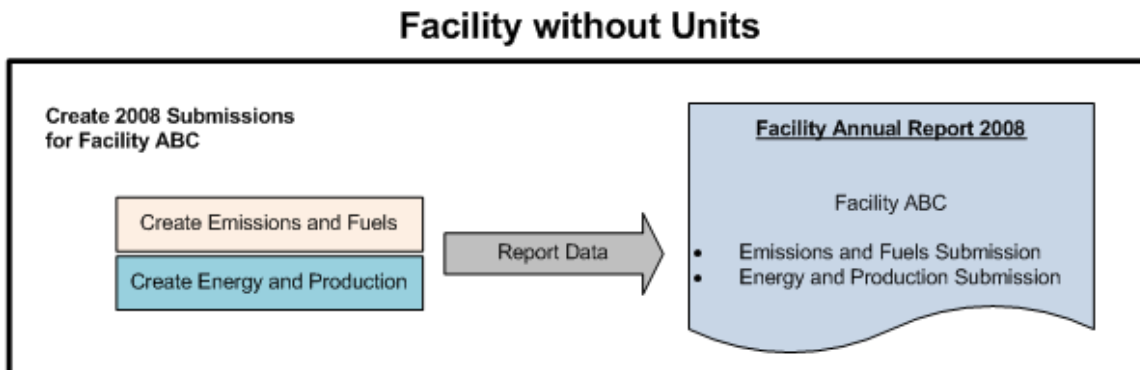 Facility without Units
Create 2008 Submissions
for Facility ABC
Create Emissions and Fuels
Create Energy and Production
Report Data
Facility Annual Report 2008
Facility ABC
• Emissions and Fuels Submission
• Energy and Production Submission